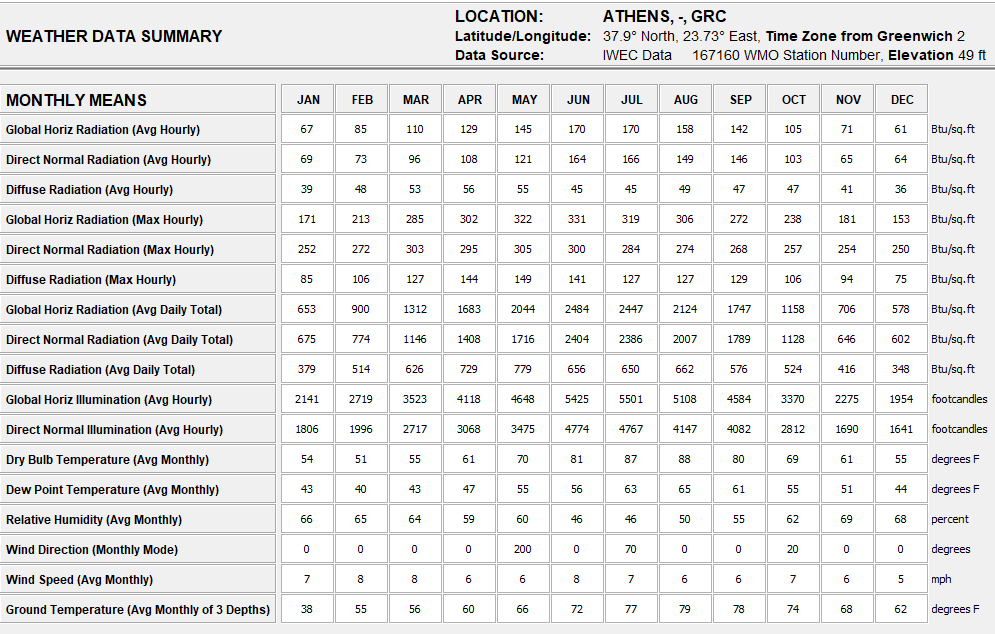 WEATHER DATA SUMMARY
LOCATION: ATHENS, -, GRC
Latitude/Longitude: 37.9° North, 23.73° East, Time Zone from Greenwich 2
Data Source: IWEC Data 167160 WMO Station Number, Elevation 49 ft
MONTHLY MEANS JAN FEB MAR APR MAY JUN JUL AUG SEP OCT NOV DEC
Global Horiz Radiation (Avg Hourly) 67 85 110 129 145 170 170 158 142 105 71 61 Btu/sq.ft
Direct Normal Radiation (Avg Hourly) 69 73 96 108 121 164 166 149 146 103 65 64 Btu/sq.ft
Diffuse Radiation (Avg Hourly) 39 48 53 56 55 45 45 49 47 47 41 36 Btu/sq.ft
Global Horiz Radiation (Max Hourly) 171 213 285 302 322 331 319 306 272 238 181 153 Btu/sq.ft
Direct Normal Radiation (Max Hourly) 252 272 303 295 305 300 284 274 268 257 254 250 Btu/sq.ft
Diffuse Radiation (Max Hourly) 85 106 127 144 149 141 127 127 129 106 94 75 Btu/sq.ft
Global Horiz Radiation (Avg Daily Total) 653 900 1312 1683 2044 2484 2447 2124 1747 1158 706 578 Btu/sq.ft
Direct Normal Radiation (Avg Daily Total) 675 774 1146 1408 1716 2404 2386 2007 1789 1128 646 602 Btu/sq.ft
Diffuse Radiation (Avg Daily Total) 379 514 626 729 779 656 650 662 576 524 416 348 Btu/sq.ft
Global Horiz Illumination (Avg Hourly) 2141 2719 3523 4118 4648 5425 5501 5108 4584 3370 2275 1954 footcandles
Direct Normal Illumination (Avg Hourly) 1806 1996 2717 3068 3475 4774 4767 4147 4082 2812 1690 1641 footcandles
Dry Bulb Temperature (Avg Monthly) 54 51 55 61 70 81 87 88 80 69 61 55 degrees F
Dew Point Temperature (Avg Monthly) 43 40 43 47 55 56 63 65 61 55 51 44 degrees F
Relative Humidity (Avg Monthly) 66 65 64 59 60 46 46 50 55 62 69 68 percent
Wind Direction (Monthly Mode) 0 0 0 0 200 0 70 0 0 20 0 0 degrees
Wind Speed (Avg Monthly) 7 8 8 6 6 8 7 6 6 7 6 5 mph
Ground Temperature (Avg Monthly of 3 Depths) 38 55 56 60 66 72 77 79 78 74 68 62 degrees F